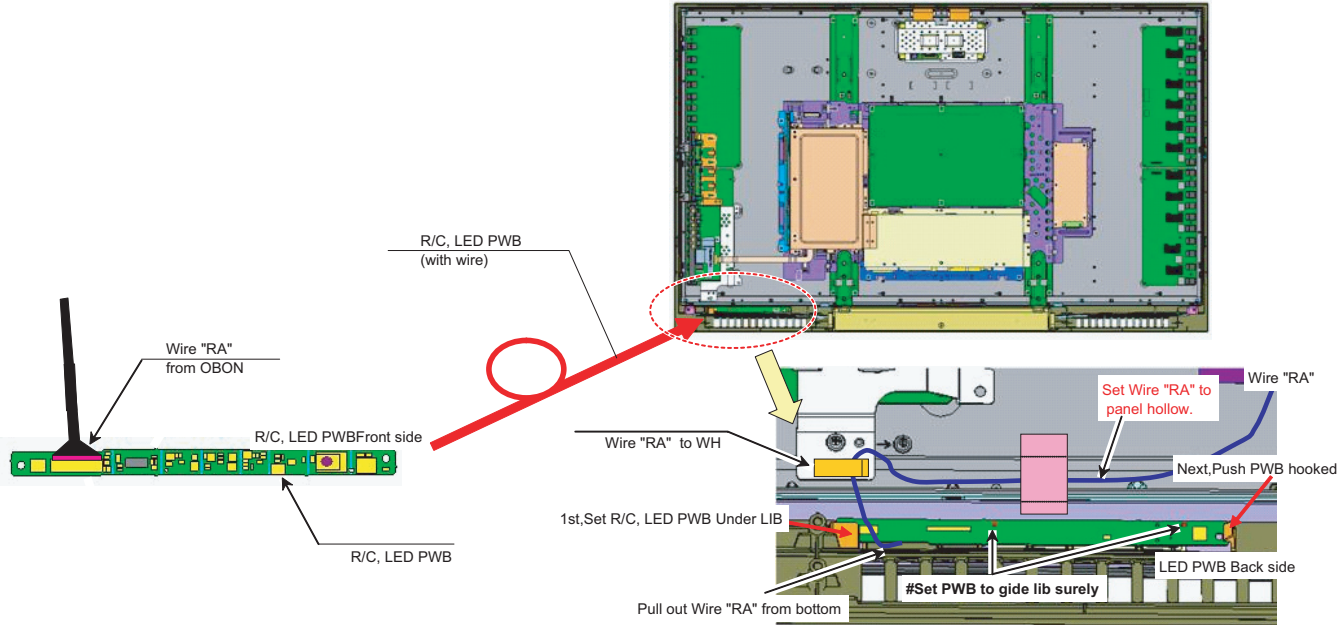 R/C, LED PWB
(with wire)
Wire "RA"
from OBON
R/C, LED PWBFront side
R/C, LED PWB
Wire "RA" to WH
Set Wire "RA" to
panel hollow.
Wire "RA"
Next,Push PWB hooked
1st,Set R/C, LED PWB Under LIB
LED PWB Back side
#Set PWB to gide lib surely
Pull out Wire "RA" from bottom